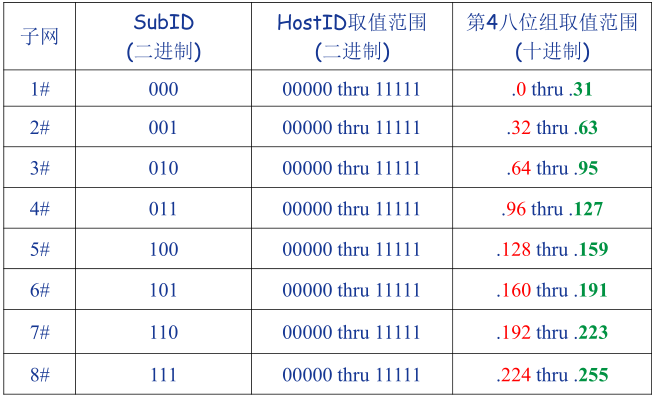 子网 SubID HostID取值范围 第4八位组取值范围
(二进制) (二进制) (十进制)
1# 000 00000 thru 11111 .0 thru .31
2# 001 00000 thru 11111 .32 thru .63
3# 010 00000 thru 11111 .64 thru .95
4# 011 00000 thru 11111 .96 thru .127
5# 100 00000 thru 11111 .128 thru .159
6# 101 00000 thru 11111 .160 thru .191
7# 110 00000 thru 11111 .192 thru .223
8# 111 00000 thru 11111 .224 thru .255